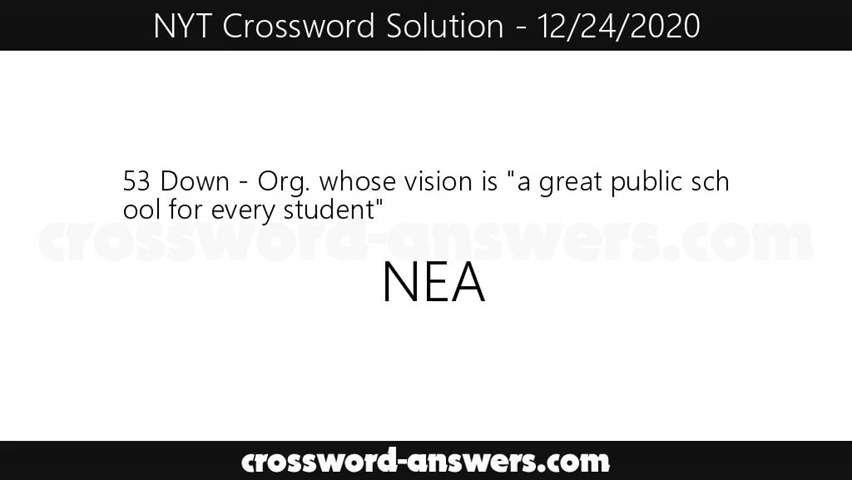 NYT Crossword Solution - 12/24/2020
53 Down - Org. whose vision is "a great public sch
ool for every student"
crossword-answers.com
NEA
crossword-answers.com